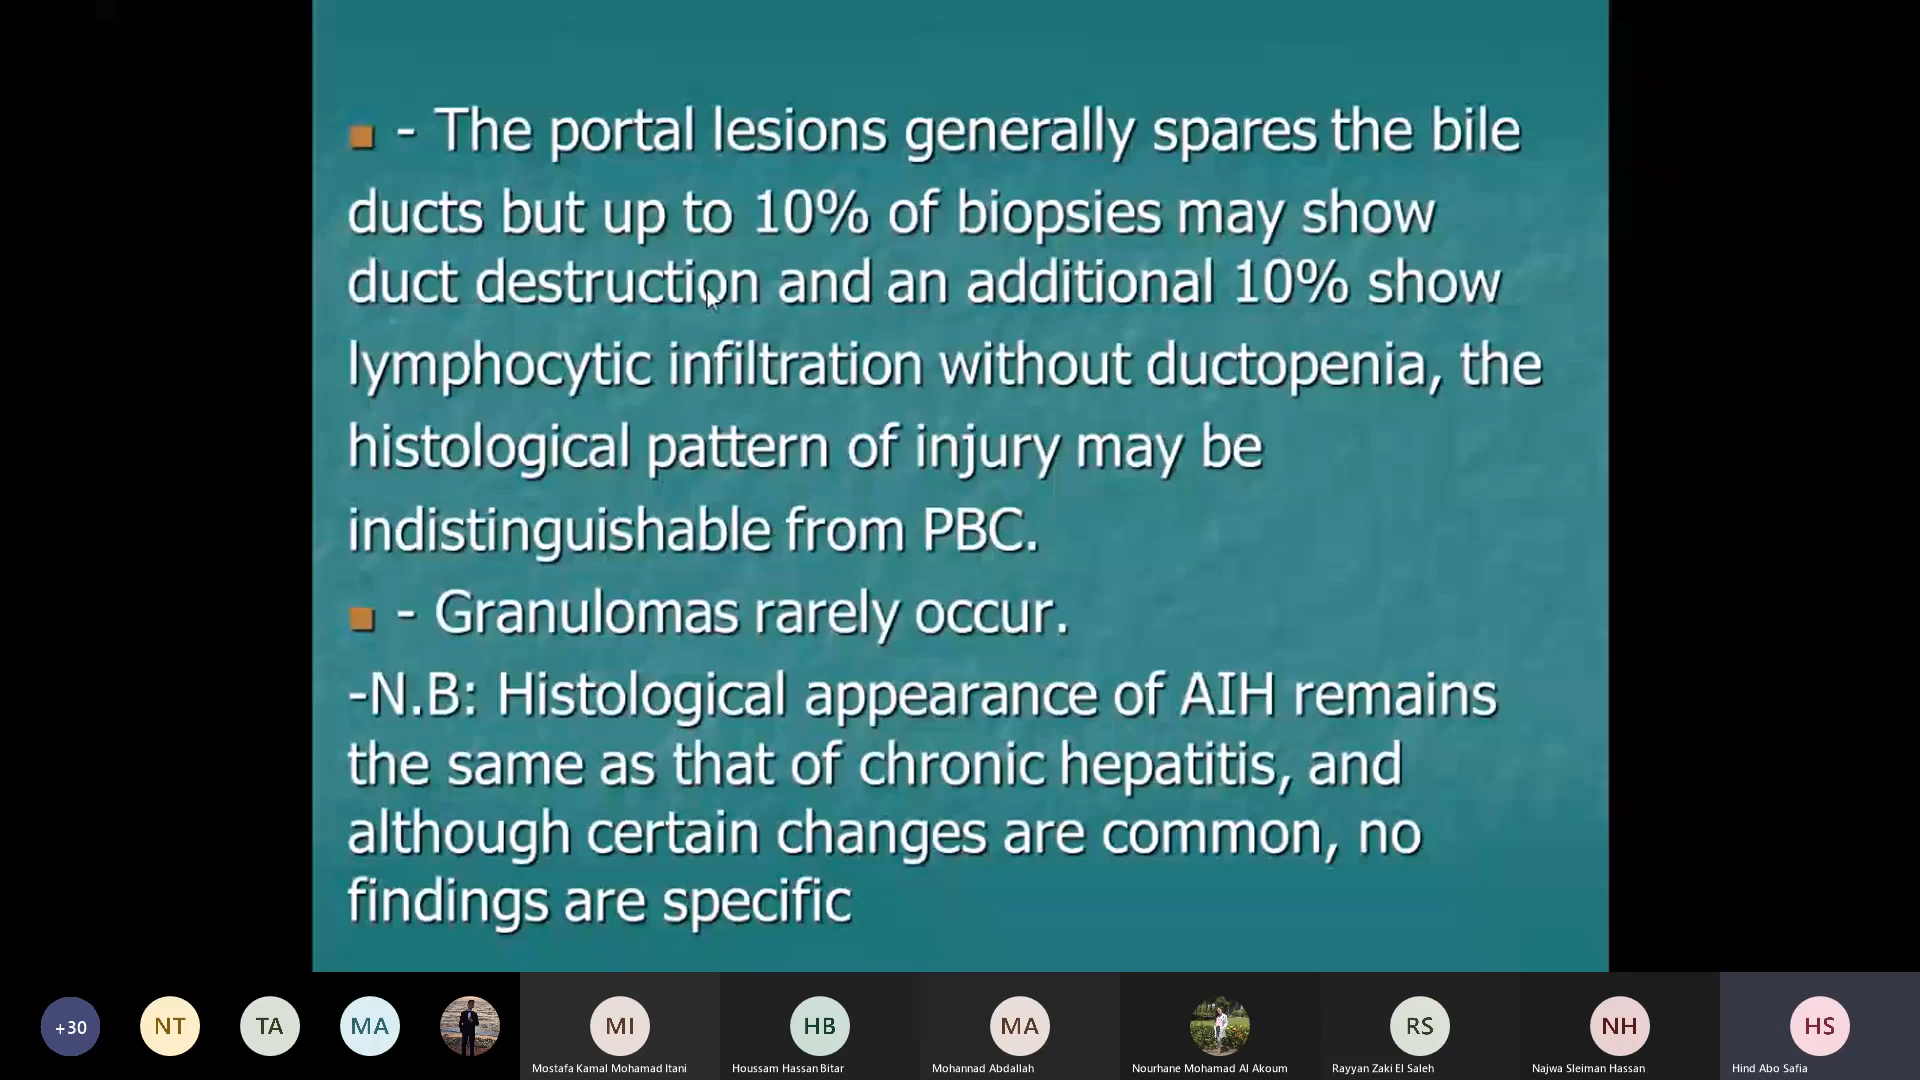 - The portal lesions generally spares the bile
ducts but up to 10% of biopsies may show
duct destruction and an additional 10% show
lymphocytic infiltration without ductopenia, the
histological pattern of injury may be
indistinguishable from PBC.
- Granulomas rarely occur.
-N.B: Histological appearance of AIH remains
the same as that of chronic hepatitis, and
although certain changes are common, no
findings are specific
+30 NT TA MA MI HB MA RS NH HS
Mostafa Kamal Mohamad Itani Houssam Hassan Bitar Mohannad Abdallah Nourhane Mohamad Al Akoum Rayyan Zaki El Saleh Najwa Sleiman Hassan Hind Abo Safia